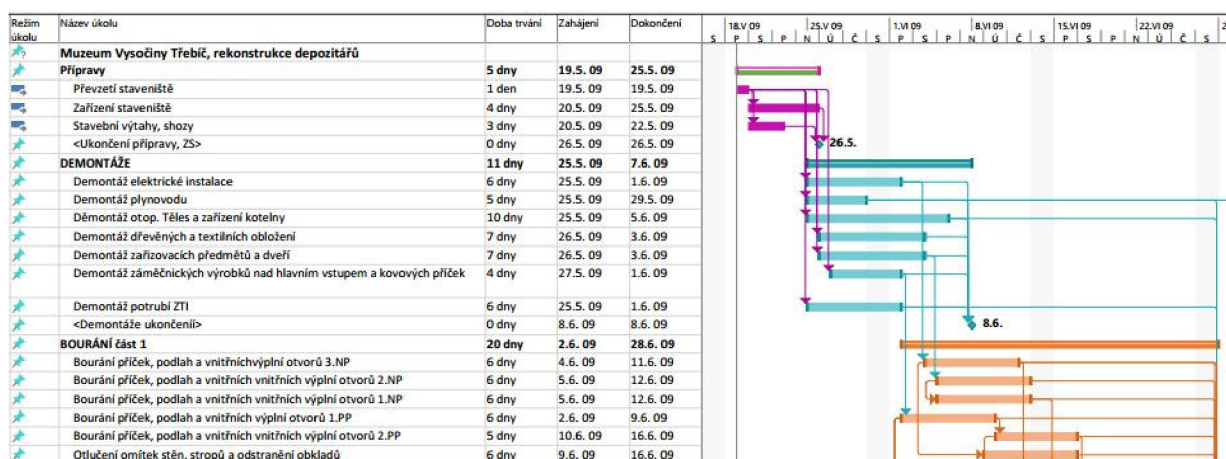 Režim úkolu Název úkolu Doba trvání Zahájení Dokončení 18.V 09 25.V 09 1.VI 09 8.VI 09 15.VI 09 22.VI 09 2
S P S P N Ú Č S P S P N Ú Č S P S P N Ú Č S
Muzeum Vysočiny Třebíč, rekonstrukce depozitářů
Přípravy 5 dny 19.5. 09 25.5. 09
Převzetí staveniště 1 den 19.5. 09 19.5. 09
Zařízení staveniště 4 dny 20.5. 09 25.5. 09
Stavební výtahy, shozy 3 dny 20.5. 09 22.5. 09
<Ukončení přípravy, ZS> 0 dny 26.5. 09 26.5. 09 26.5.
DEMONTÁŽE 11 dny 25.5. 09 7.6. 09
Demontáž elektrické instalace 6 dny 25.5. 09 1.6. 09
Demontáž plynovodu 5 dny 25.5. 09 29.5. 09
Děmontáž otop. Těles a zařízení kotelny 10 dny 25.5. 09 5.6. 09
Demontáž dřevěných a textilních obložení 7 dny 26.5. 09 3.6. 09
Demontáž zařizovacích předmětů a dveří 7 dny 26.5. 09 3.6. 09
Demontáž záměčnických výrobků nad hlavním vstupem a kovových příček 4 dny 27.5. 09 1.6. 09
Demontáž potrubí ZTI 6 dny 25.5. 09 1.6. 09
<Demontáže ukončeníí> 0 dny 8.6. 09 8.6. 09 8.6.
BOURÁNÍ část 1 20 dny 2.6. 09 28.6. 09
Bourání příček, podlah a vnitřníchvýplní otvorů 3.NP 6 dny 4.6. 09 11.6. 09
Bourání příček, podlah a vnitřních vnitřních výplní otvorů 2.NP 6 dny 5.6. 09 12.6. 09
Bourání příček, podlah a vnitřních vnitřních výplní otvorů 1.NP 6 dny 5.6. 09 12.6. 09
Bourání příček, podlah a vnitřních výplní otvorů 1.PP 6 dny 2.6. 09 9.6. 09
Bourání příček, podlah a vnitřních vnitřních výplní otvorů 2.PP 5 dny 10.6. 09 16.6. 09
Otlučení omítek stěn, stropů a odstranění obkladů 6 dny 9.6. 09 16.6. 09